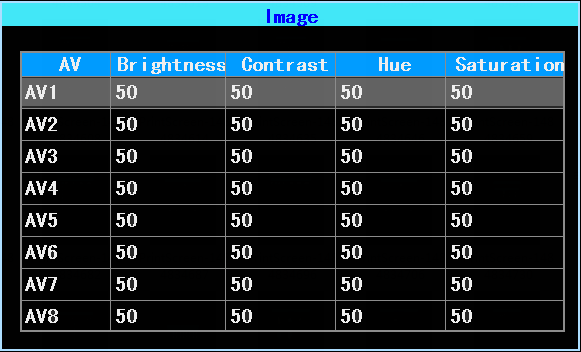 Image
AV Brightness Contrast Hue Saturation
AV1 50 50 50 50
AV2 50 50 50 50
AV3 50 50 50 50
AV4 50 50 50 50
AV5 50 50 50 50
AV6 50 50 50 50
AV7 50 50 50 50
AV8 50 50 50 50